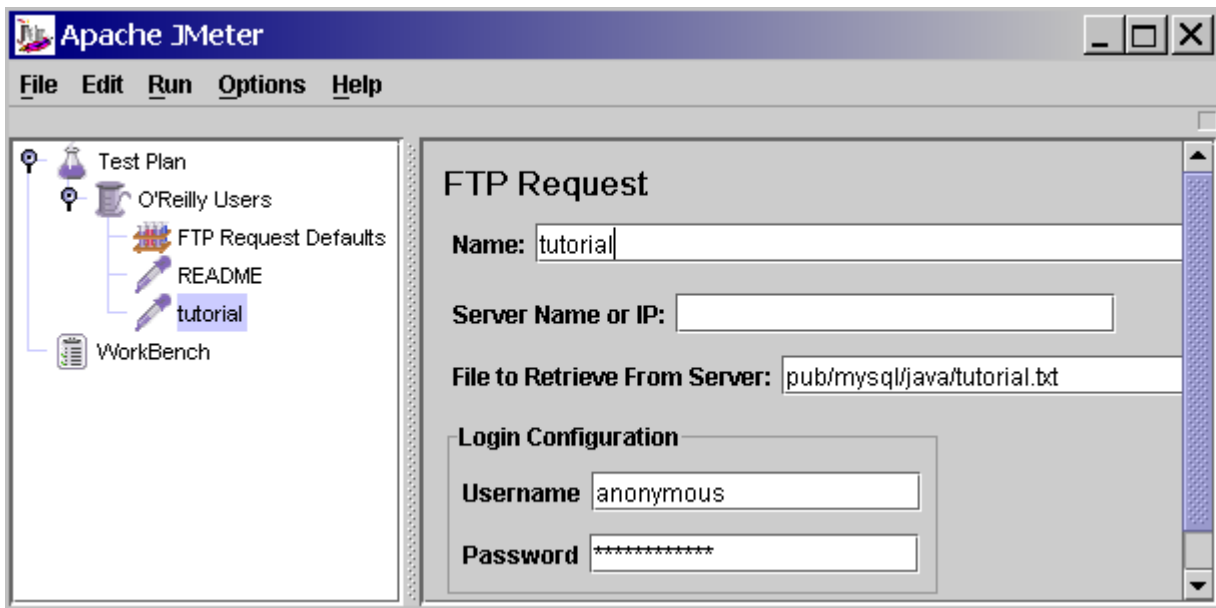 Apache JMeter
File Edit Run Options Help
Test Plan
O'Reilly Users
FTP Request Defaults
README
tutorial
WorkBench
FTP Request
Name: tutorial
Server Name or IP:
File to Retrieve From Server: pub/mysql/java/tutorial.txt
Login Configuration
Username anonymous
Password ************